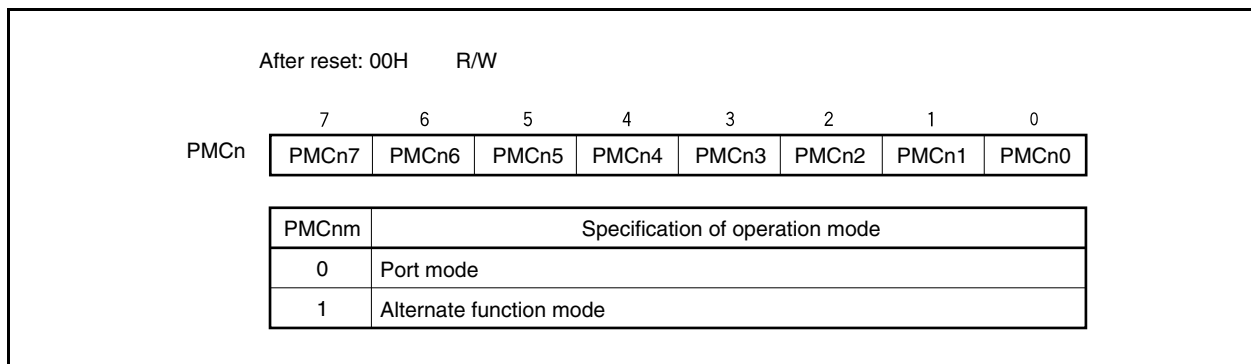 After reset: 00H R/W
7 6 5 4 3 2 1 0
PMCn PMCn7 PMCn6 PMCn5 PMCn4 PMCn3 PMCn2 PMCn1 PMCn0
PMCnm Specification of operation mode
0 Port mode
1 Alternate function mode